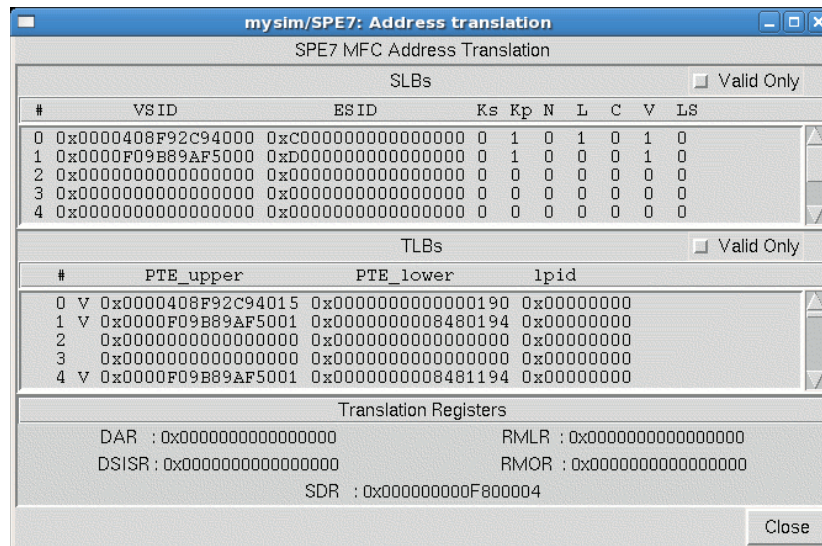 mysim/SPE7: Address translation
SPE7 MFC Address Translation
SLBs Valid Only
# VSID ESID Ks Kp N L C V LS
0 0x0000408F92C94000 0xC000000000000000 0 1 0 1 0 1 0
1 0x0000F09B89AF5000 0xD000000000000000 0 1 0 0 0 1 0
2 0x0000000000000000 0x0000000000000000 0 0 0 0 0 0 0
3 0x0000000000000000 0x0000000000000000 0 0 0 0 0 0 0
4 0x0000000000000000 0x0000000000000000 0 0 0 0 0 0 0
TLBs Valid Only
# PTE_upper PTE_lower lpid
0 V 0x0000408F92C94015 0x0000000000000190 0x00000000
1 V 0x0000F09B89AF5001 0x0000000008480194 0x00000000
2 0x0000000000000000 0x0000000000000000 0x00000000
3 0x0000000000000000 0x0000000000000000 0x00000000
4 V 0x0000F09B89AF5001 0x0000000008481194 0x00000000
Translation Registers
DAR : 0x0000000000000000 RMLR : 0x0000000000000000
DSISR : 0x0000000000000000 RMOR : 0x0000000000000000
SDR : 0x000000000F800004
Close